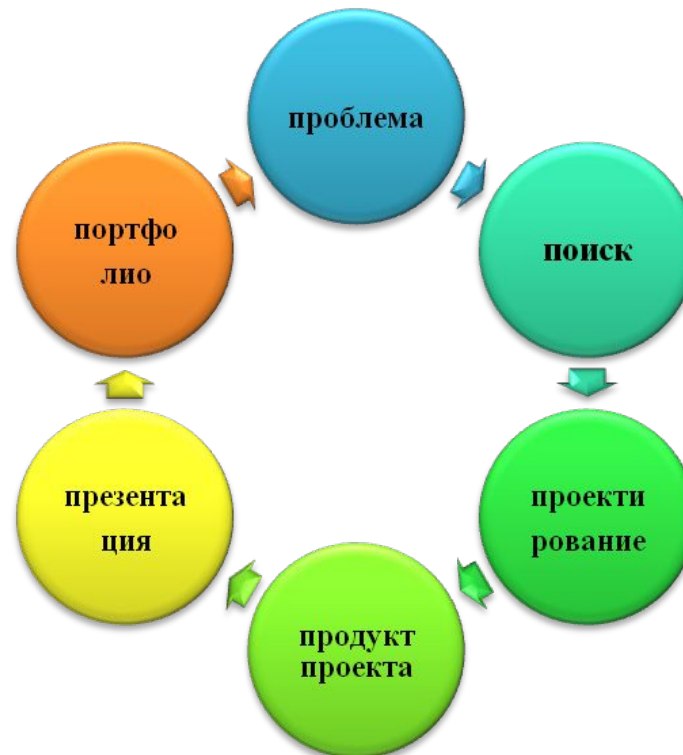 проблема
поиск
проекти
рование
продукт
проекта
презента
ция
портфо
лио